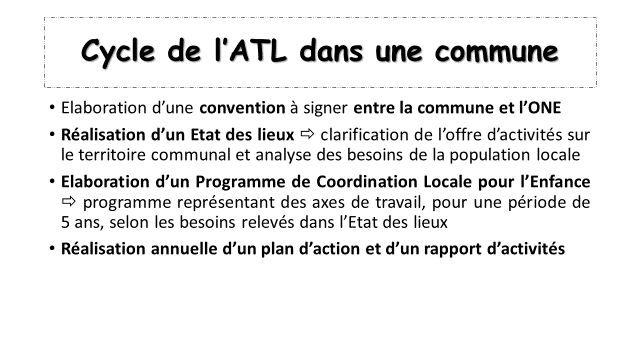 Cycle de l'ATL dans une commune
• Elaboration d'une convention à signer entre la commune et l'ONE
• Réalisation d'un Etat des lieux ⇨ clarification de l'offre d'activités sur
le territoire communal et analyse des besoins de la population locale
• Elaboration d'un Programme de Coordination Locale pour l'Enfance
⇨ programme représentant des axes de travail, pour une période de
5 ans, selon les besoins relevés dans l'Etat des lieux
• Réalisation annuelle d'un plan d'action et d'un rapport d'activités